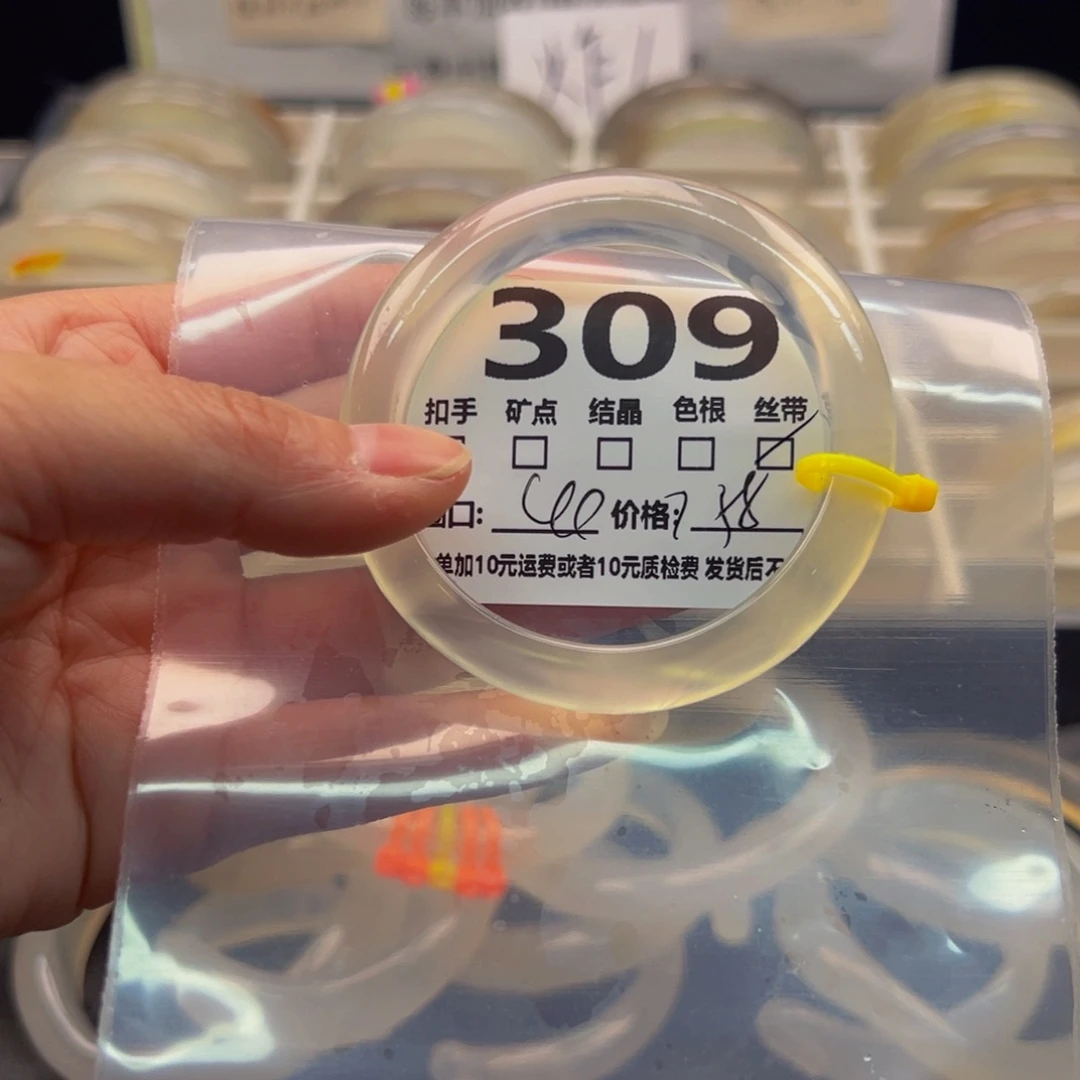 309
扣手 矿点 结晶 色根 丝带
口: 价格:
单加10元运费或者10元质检费 发货后不